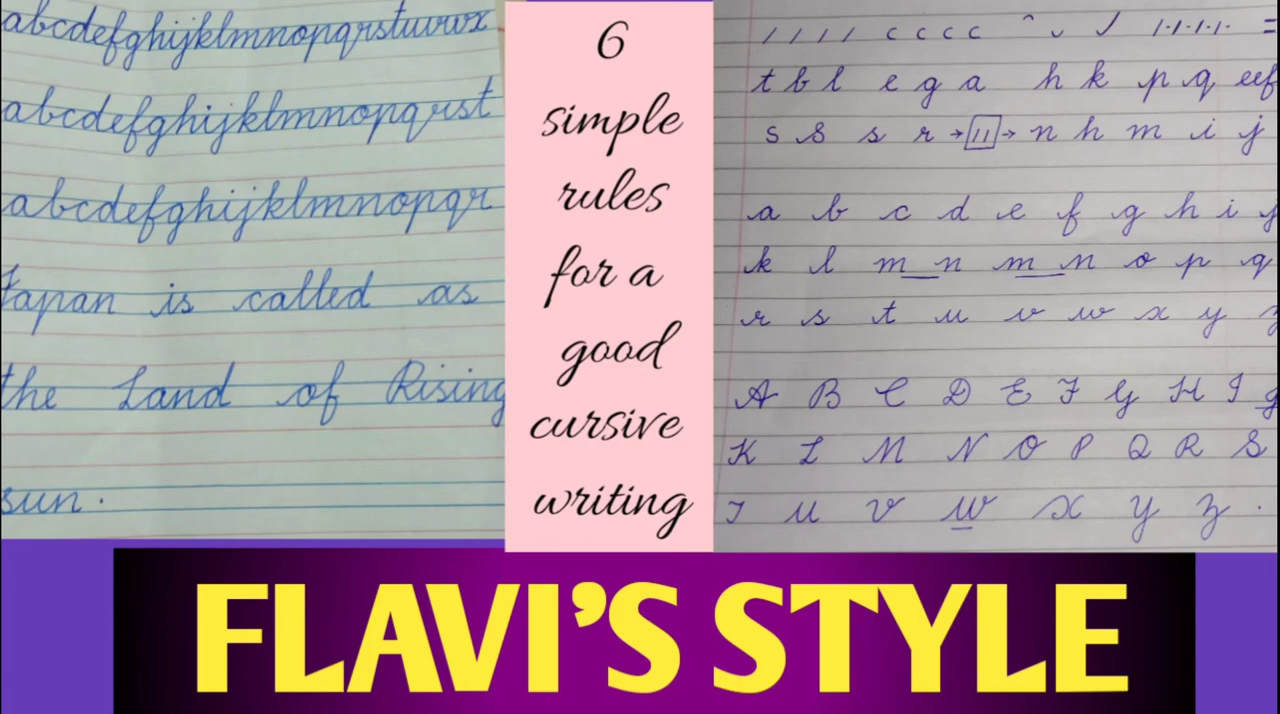 abcdefghijklmnopqrstuvwx
abcdefghijklmnopqrst
abcdefghijklmnopqr
Japan is called as
the Land of Rising
sun.
6
simple
rules
for a
good
cursive
writing
/ / / / c c c c ˆ ˇ ✓ /·/·/·/· =
t b l e g a h k p q eef
s S s r → // → n h m i j
a b c d e f g h i j
k l m n m n o p q
r s t u v w x y z
A B C D E F G H I J
K L M N O P Q R S
T U V W X Y Z .
FLAVI'S STYLE